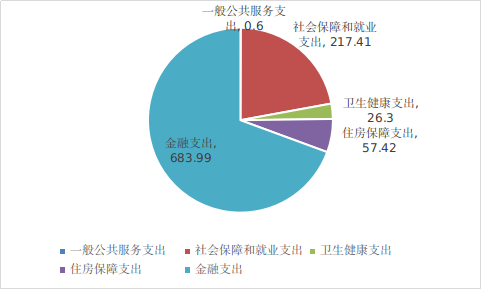 一般公共服务支
出, 0.6
社会保障和就业
支出, 217.41
卫生健康支出,
26.3
住房保障支出,
57.42
金融支出,
683.99
一般公共服务支出
社会保障和就业支出
卫生健康支出
住房保障支出
金融支出